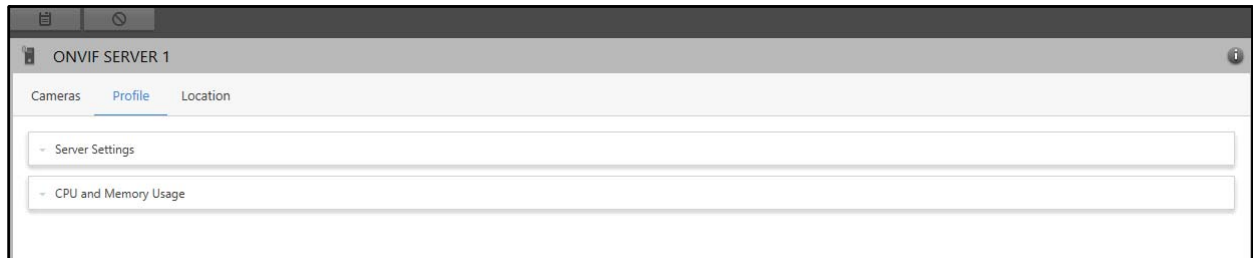 ONVIF SERVER 1
Cameras Profile Location
Server Settings
CPU and Memory Usage